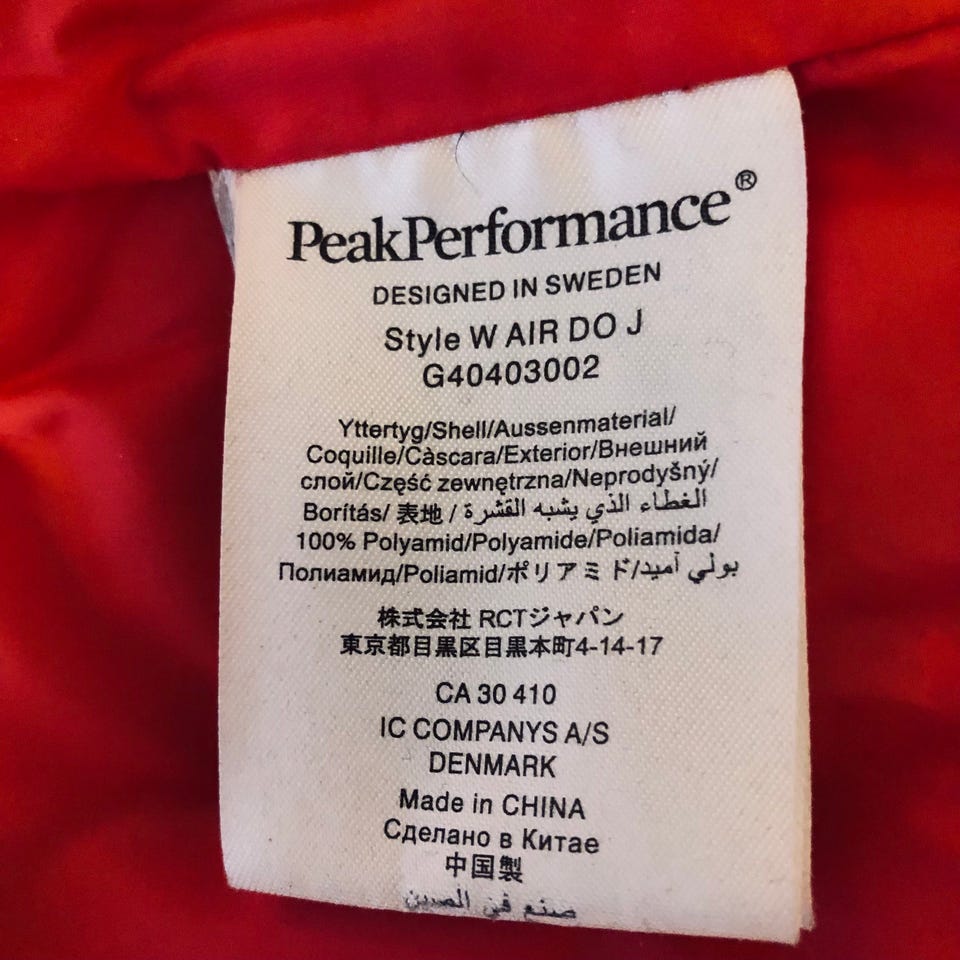 PeakPerformance®
DESIGNED IN SWEDEN
Style W AIR DO J
G40403002
Yttertyg/Shell/Aussenmaterial/
Coquille/Càscara/Exterior/Внешний
слой/Część zewnętrzna/Neprodyšný/
Borítás/ 表地 / الغطاء الذي يشبه القشرة
100% Polyamid/Polyamide/Poliamida/
Полиамид/Poliamid/ポリアミド/بولي آميد
株式会社 RCTジャパン
東京都目黒区目黒本町4-14-17
CA 30 410
IC COMPANYS A/S
DENMARK
Made in CHINA
Сделано в Китае
中国製
صنع في الصين